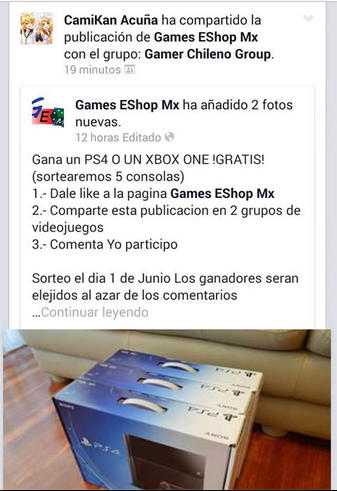 CamiKan Acuña ha compartido la
publicación de Games EShop Mx
con el grupo: Gamer Chileno Group.
19 minutos
GE
Games EShop Mx ha añadido 2 fotos
nuevas.
12 horas Editado
Gana un PS4 O UN XBOX ONE !GRATIS!
(sortearemos 5 consolas)
1.- Dale like a la pagina Games EShop Mx
2.- Comparte esta publicacion en 2 grupos de
videojuegos
3.- Comenta Yo participo
Sorteo el dia 1 de Junio Los ganadores seran
elejidos al azar de los comentarios
...Continuar leyendo
PS4
SONY
PS4
SONY
PS4
SONY
PS4